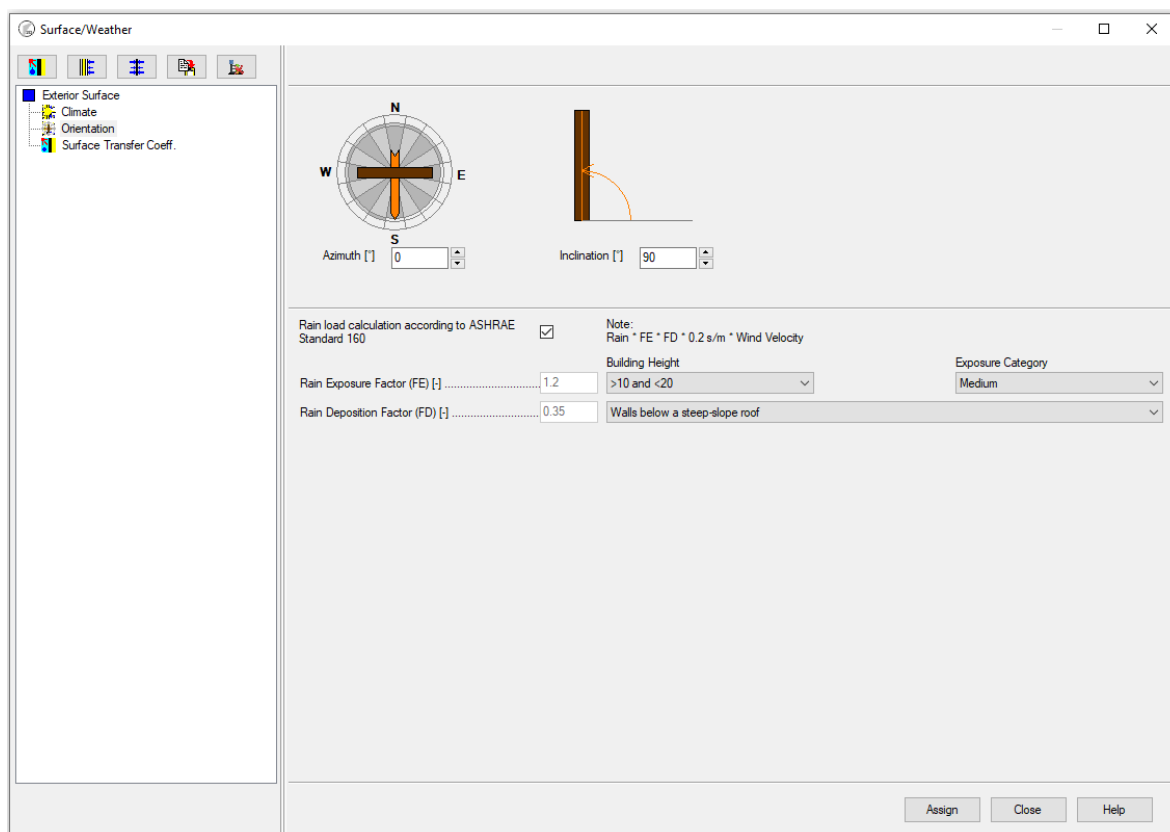 Surface/Weather
Exterior Surface
Climate
Orientation
Surface Transfer Coeff.
N
W
E
S
Azimuth [°]
0
Inclination [°]
90
Rain load calculation according to ASHRAE
Standard 160
Note:
Rain * FE * FD * 0.2 s/m * Wind Velocity
Building Height
Exposure Category
Rain Exposure Factor (FE) [-] ..............................
1.2
>10 and <20
Medium
Rain Deposition Factor (FD) [-] ...........................
0.35
Walls below a steep-slope roof
Assign
Close
Help